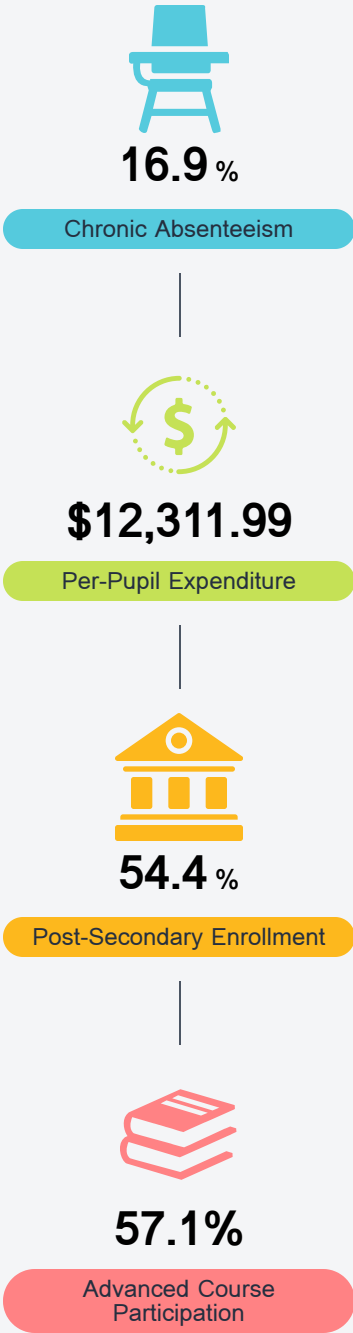 16.9 %
Chronic Absenteeism
$
$12,311.99
Per-Pupil Expenditure
54.4 %
Post-Secondary Enrollment
57.1%
Advanced Course
Participation